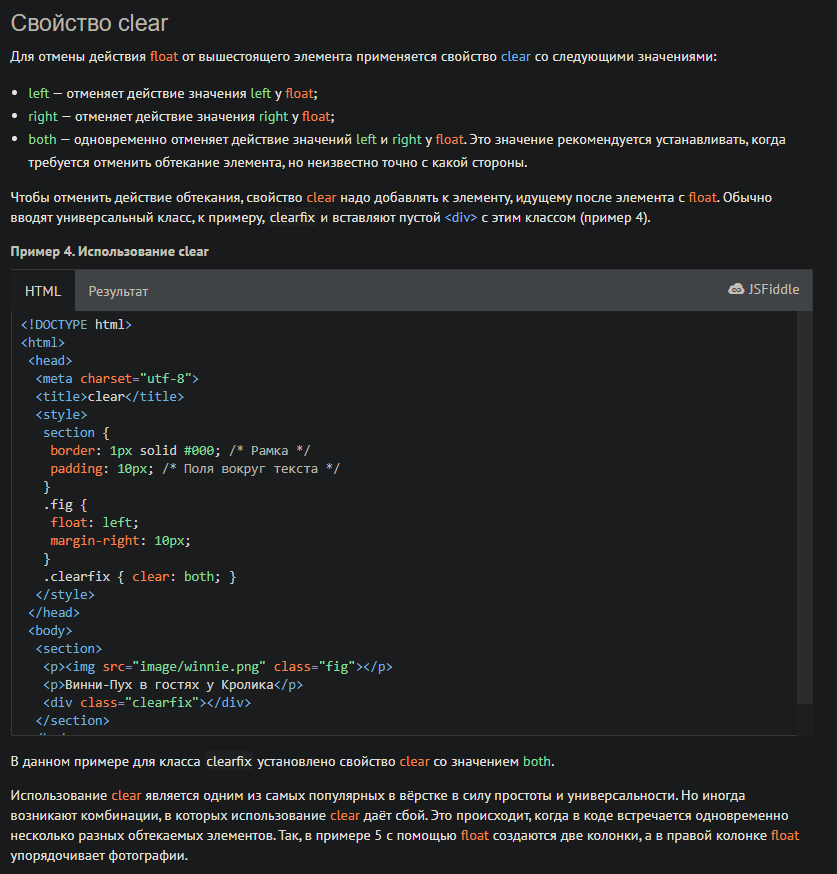 Свойство clear
Для отмены действия float от вышестоящего элемента применяется свойство clear со следующими значениями:
left — отменяет действие значения left у float;
right — отменяет действие значения right у float;
both — одновременно отменяет действие значений left и right у float. Это значение рекомендуется устанавливать, когда
требуется отменить обтекание элемента, но неизвестно точно с какой стороны.
Чтобы отменить действие обтекания, свойство clear надо добавлять к элементу, идущему после элемента с float. Обычно
вводят универсальный класс, к примеру, clearfix и вставляют пустой <div> с этим классом (пример 4).
Пример 4. Использование clear
HTML Результат JSFiddle
<!DOCTYPE html>
<html>
<head>
<meta charset="utf-8">
<title>clear</title>
<style>
section {
border: 1px solid #000; /* Рамка */
padding: 10px; /* Поля вокруг текста */
}
.fig {
float: left;
margin-right: 10px;
}
.clearfix { clear: both; }
</style>
</head>
<body>
<section>
<p><img src="image/winnie.png" class="fig"></p>
<p>Винни-Пух в гостях у Кролика</p>
<div class="clearfix"></div>
</section>
В данном примере для класса clearfix установлено свойство clear со значением both.
Использование clear является одним из самых популярных в вёрстке в силу простоты и универсальности. Но иногда
возникают комбинации, в которых использование clear даёт сбой. Это происходит, когда в коде встречается одновременно
несколько разных обтекаемых элементов. Так, в примере 5 с помощью float создаются две колонки, а в правой колонке float
упорядочивает фотографии.